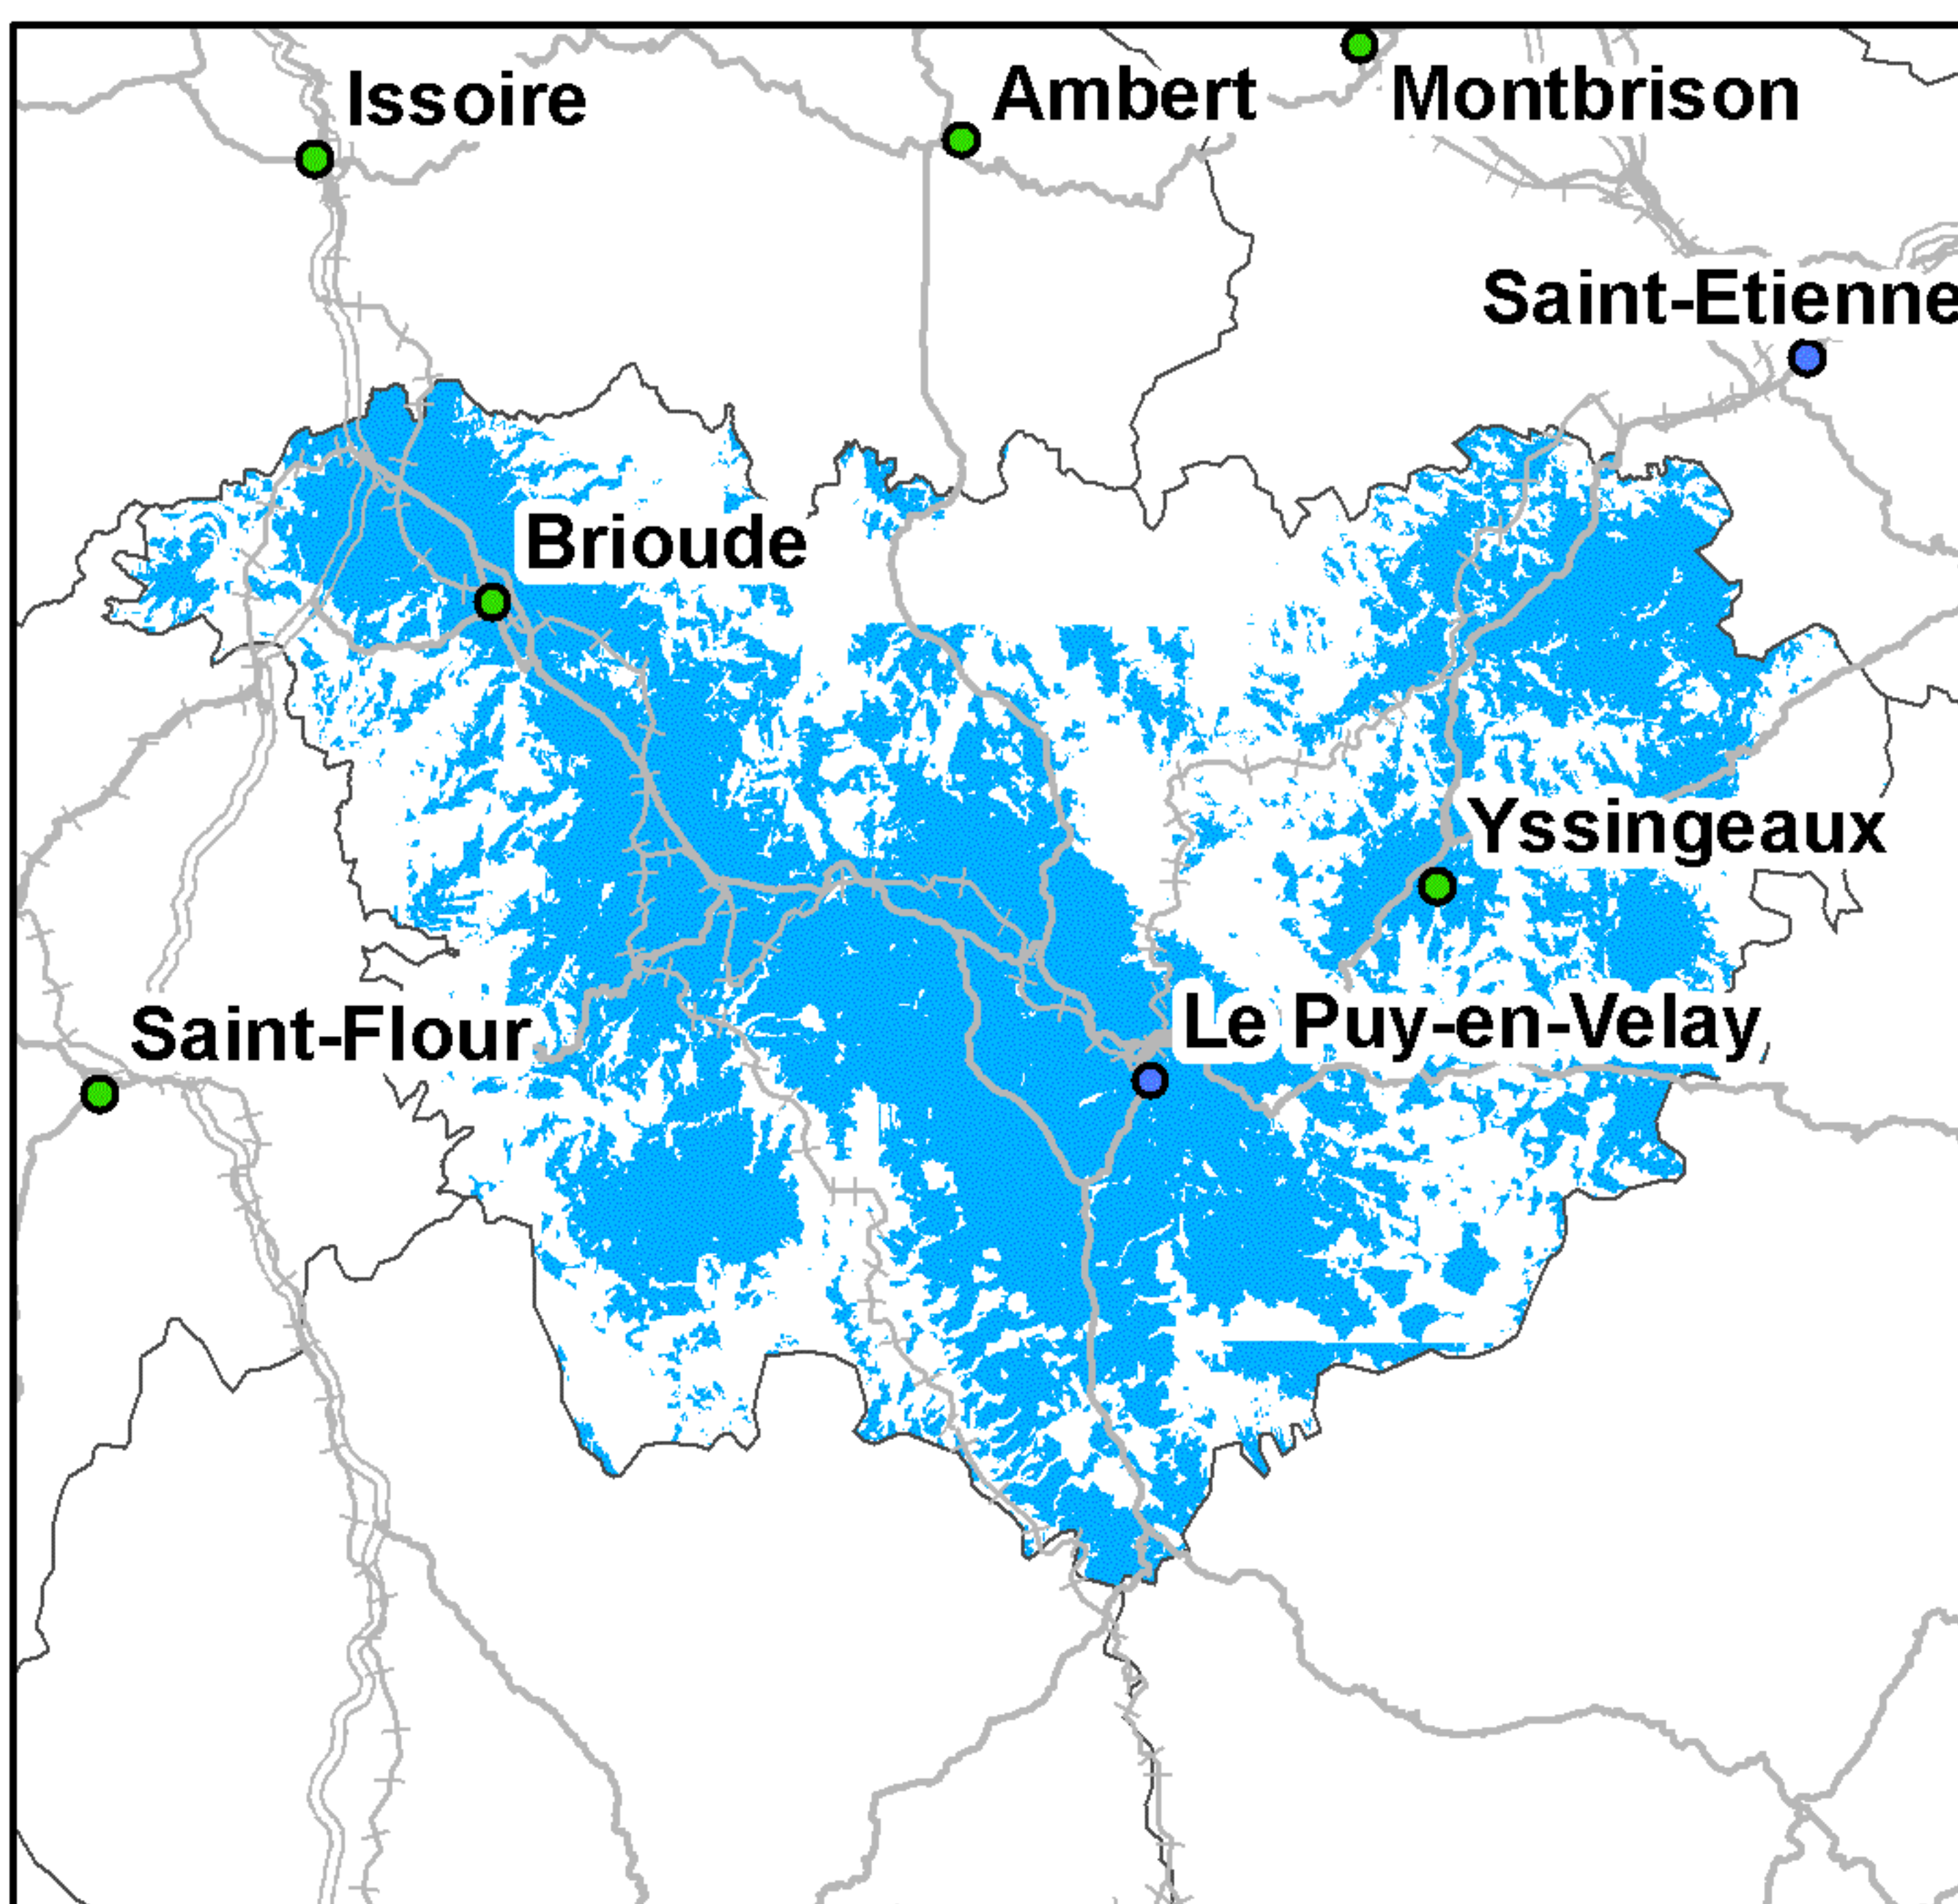 Issoire
Ambert
Montbrison
Saint-Etienne
Brioude
Yssingeaux
Saint-Flour
Le Puy-en-Velay